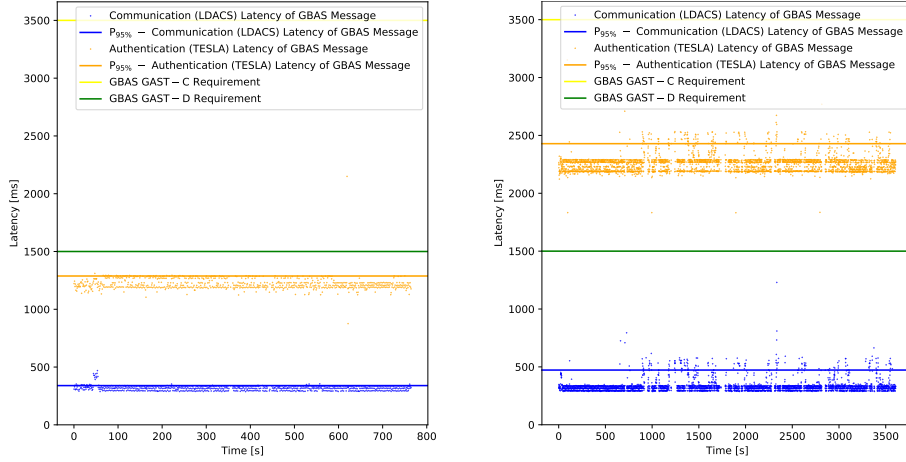 Communication (LDACS) Latency of GBAS Message
P95% − Communication (LDACS) Latency of GBAS Message
Authentication (TESLA) Latency of GBAS Message
P95% − Authentication (TESLA) Latency of GBAS Message
GBAS GAST − C Requirement
GBAS GAST − D Requirement
3500
3000
2500
2000
1500
1000
500
0
Latency [ms]
0 100 200 300 400 500 600 700 800
Time [s]
Communication (LDACS) Latency of GBAS Message
P95% − Communication (LDACS) Latency of GBAS Message
Authentication (TESLA) Latency of GBAS Message
P95% − Authentication (TESLA) Latency of GBAS Message
GBAS GAST − C Requirement
GBAS GAST − D Requirement
3500
3000
2500
2000
1500
1000
500
0
Latency [ms]
0 500 1000 1500 2000 2500 3000 3500
Time [s]